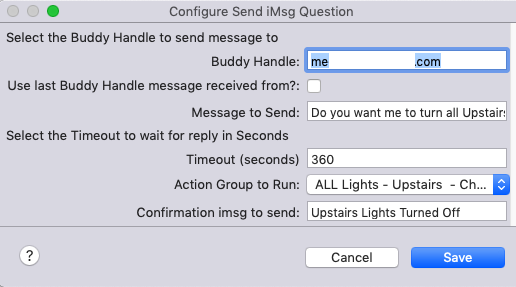 Configure Send iMsg Question
Select the Buddy Handle to send message to
Buddy Handle: me .com
Use last Buddy Handle message received from?:
Message to Send: Do you want me to turn all Upstairs
Select the Timeout to wait for reply in Seconds
Timeout (seconds) 360
Action Group to Run: ALL Lights - Upstairs - Ch...
Confirmation imsg to send: Upstairs Lights Turned Off
? Cancel Save